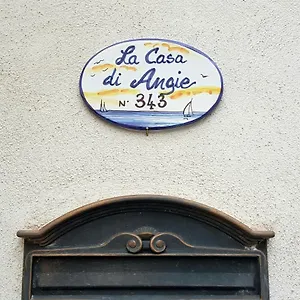 La Casa
di Angie
N° 343